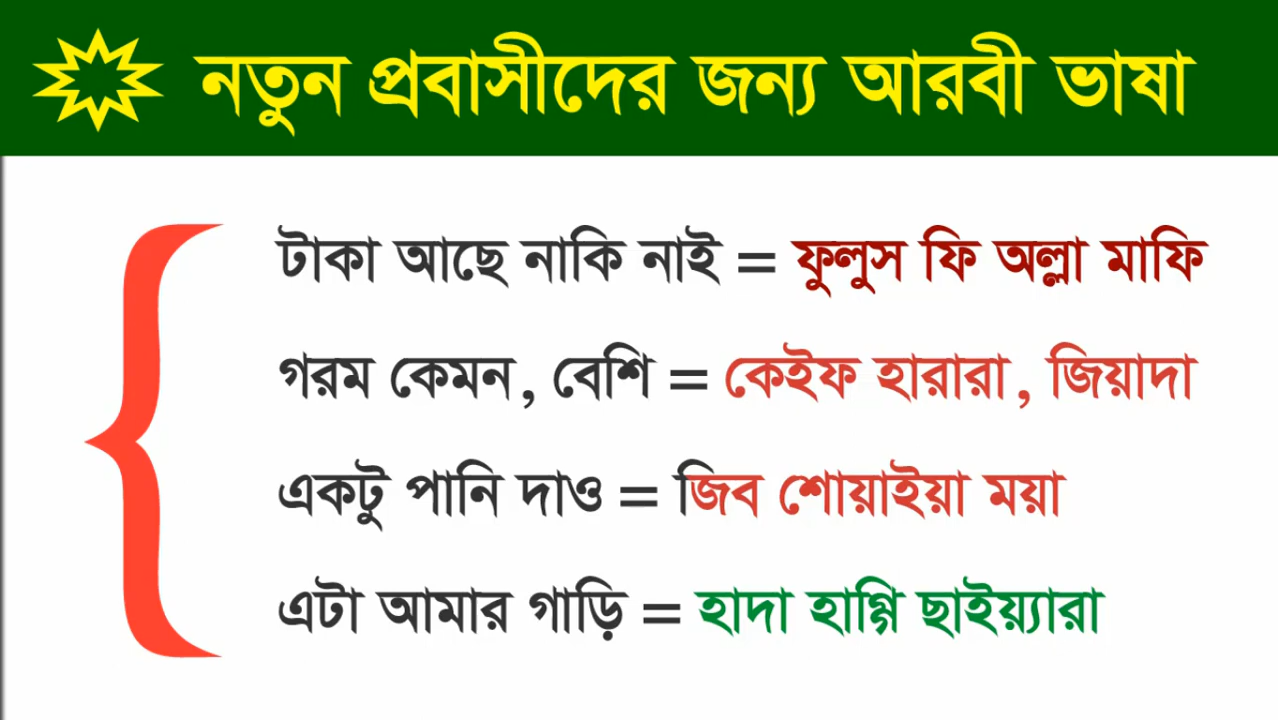 নতুন প্রবাসীদের জন্য আরবী ভাষা
টাকা আছে নাকি নাই = ফুলুস ফি অল্লা মাফি
গরম কেমন, বেশি = কেইফ হারারা, জিয়াদা
একটু পানি দাও = জিব শোয়াইয়া ময়া
এটা আমার গাড়ি = হাদা হাগ্গি ছাইয়্যারা